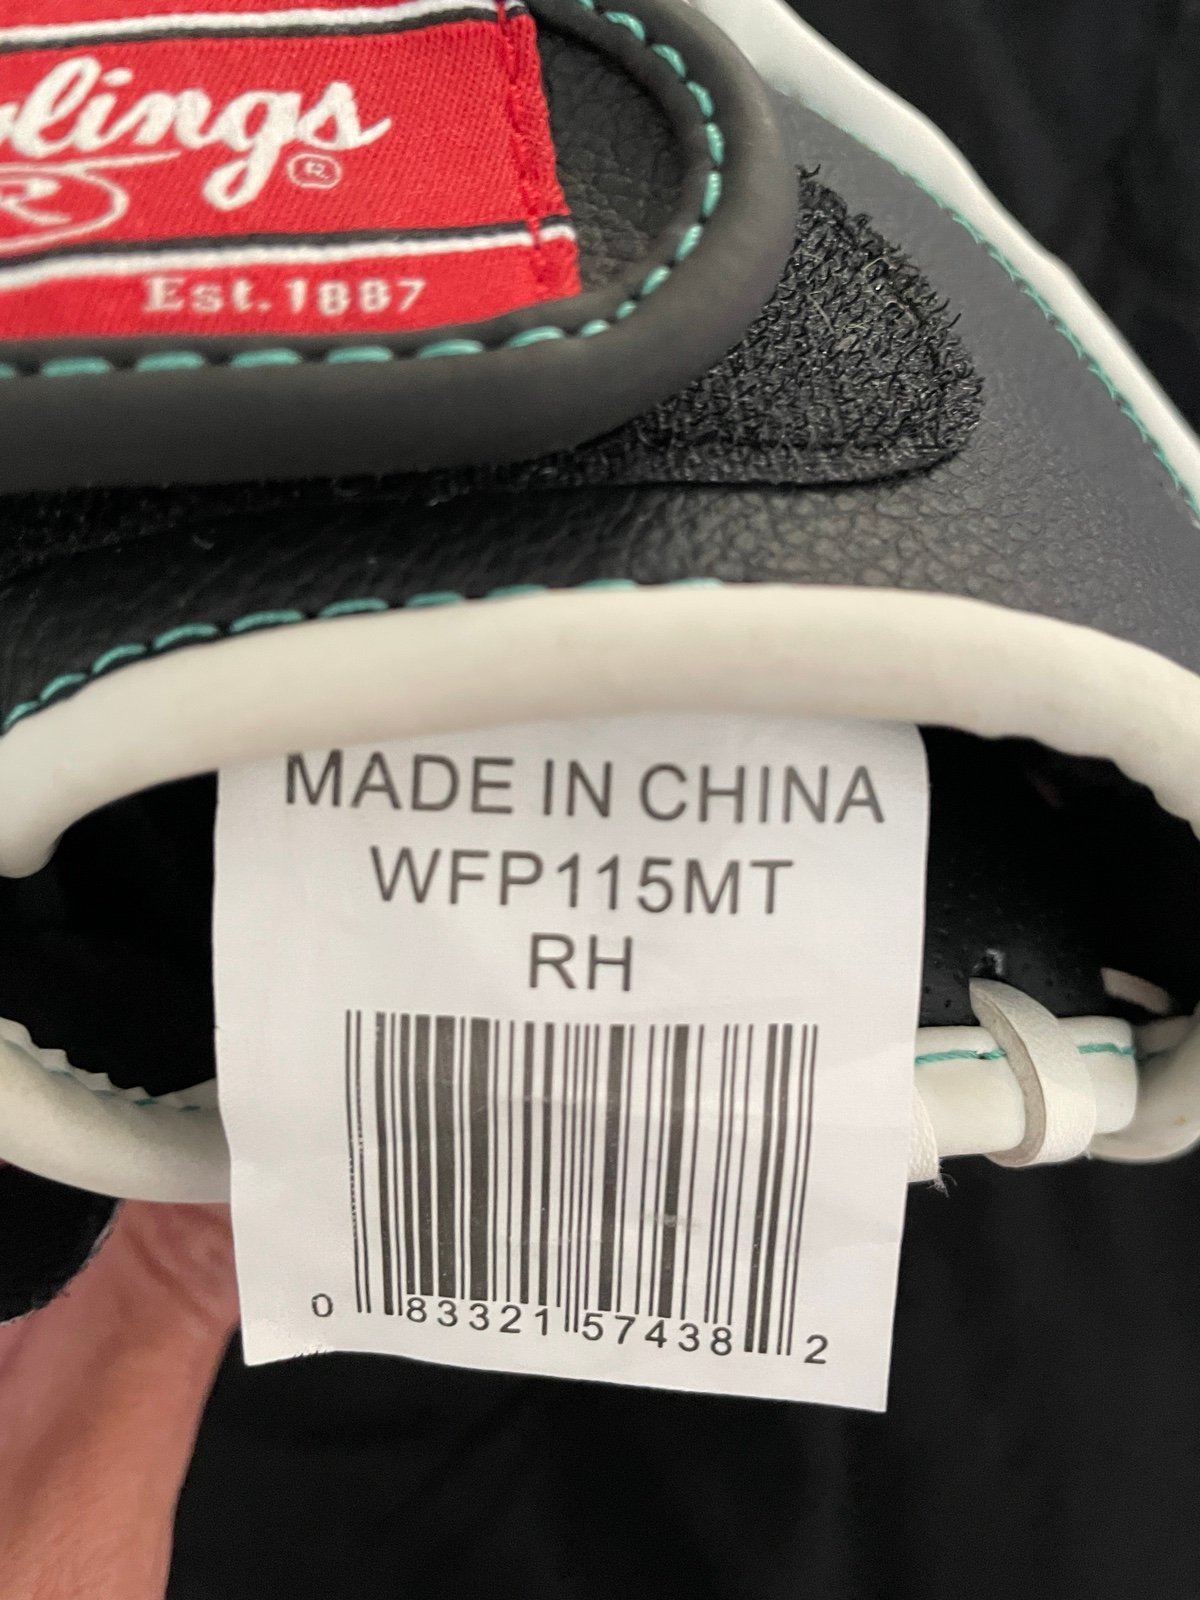 lings
®
R
Est. 1887
MADE IN CHINA
WFP115MT
RH
0 83321 57438 2